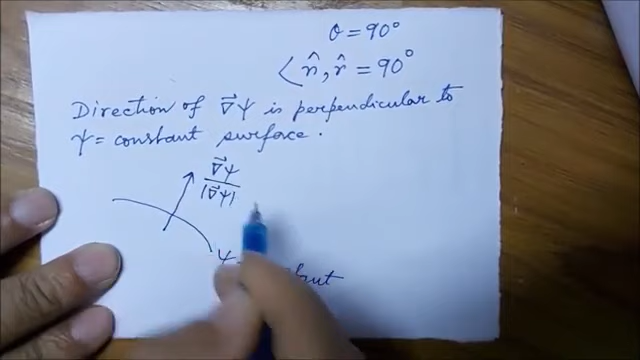 θ = 90°
⟨ n̂, r̂ = 90°
Direction of ∇⃗ψ is perpendicular to
ψ = constant surface.
∇⃗ψ
|∇⃗ψ|
ψ